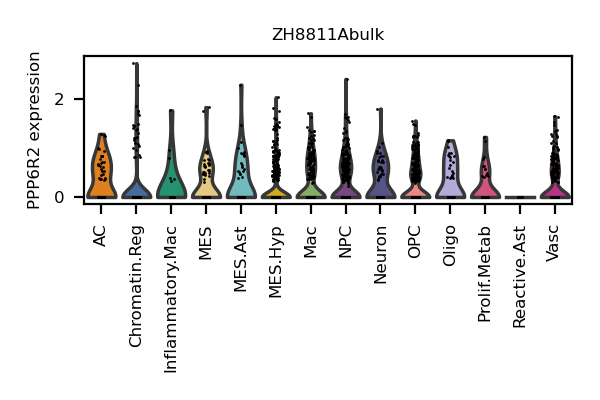 ZH8811Abulk
PPP6R2 expression
2
0
AC
Chromatin.Reg
Inflammatory.Mac
MES
MES.Ast
MES.Hyp
Mac
NPC
Neuron
OPC
Oligo
Prolif.Metab
Reactive.Ast
Vasc